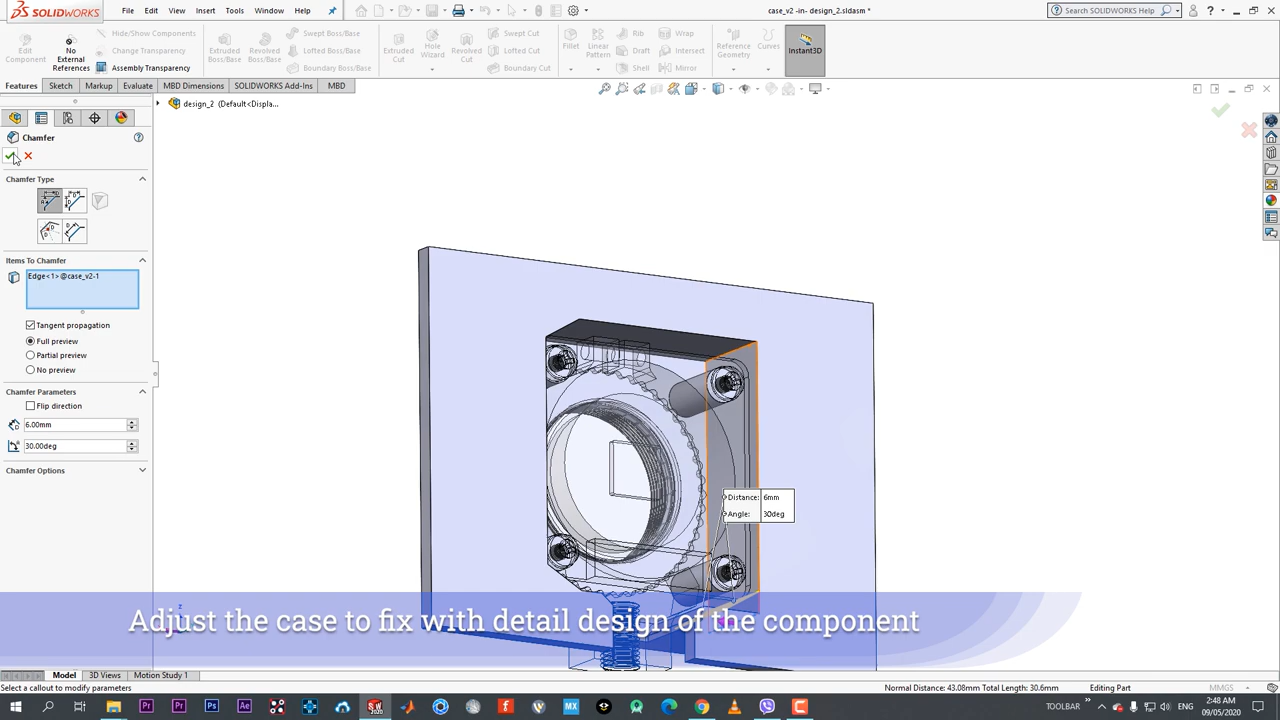 SOLIDWORKS
File Edit View Insert Tools Window Help
case_v2 -in- design_2.sldasm *
Search SOLIDWORKS Help
Edit Component
No External References
Hide/Show Components
Change Transparency
Assembly Transparency
Extruded Boss/Base
Revolved Boss/Base
Swept Boss/Base
Lofted Boss/Base
Boundary Boss/Base
Extruded Cut
Hole Wizard
Revolved Cut
Swept Cut
Lofted Cut
Boundary Cut
Fillet
Linear Pattern
Rib
Draft
Shell
Wrap
Intersect
Mirror
Reference Geometry
Curves
Instant3D
Features Sketch Markup Evaluate MBD Dimensions SOLIDWORKS Add-Ins MBD
design_2 (Default<Displa...
Chamfer
Chamfer Type
Items To Chamfer
Edge<1>@case_v2-1
Tangent propagation
Full preview
Partial preview
No preview
Chamfer Parameters
Flip direction
6.00mm
30.00deg
Chamfer Options
Distance: 6mm
Angle: 30deg
Adjust the case to fix with detail design of the component
Model 3D Views Motion Study 1
Select a callout to modify parameters
Normal Distance: 43.08mm Total Length: 30.6mm
Editing Part
MMGS
TOOLBAR
2:48 AM
09/05/2020